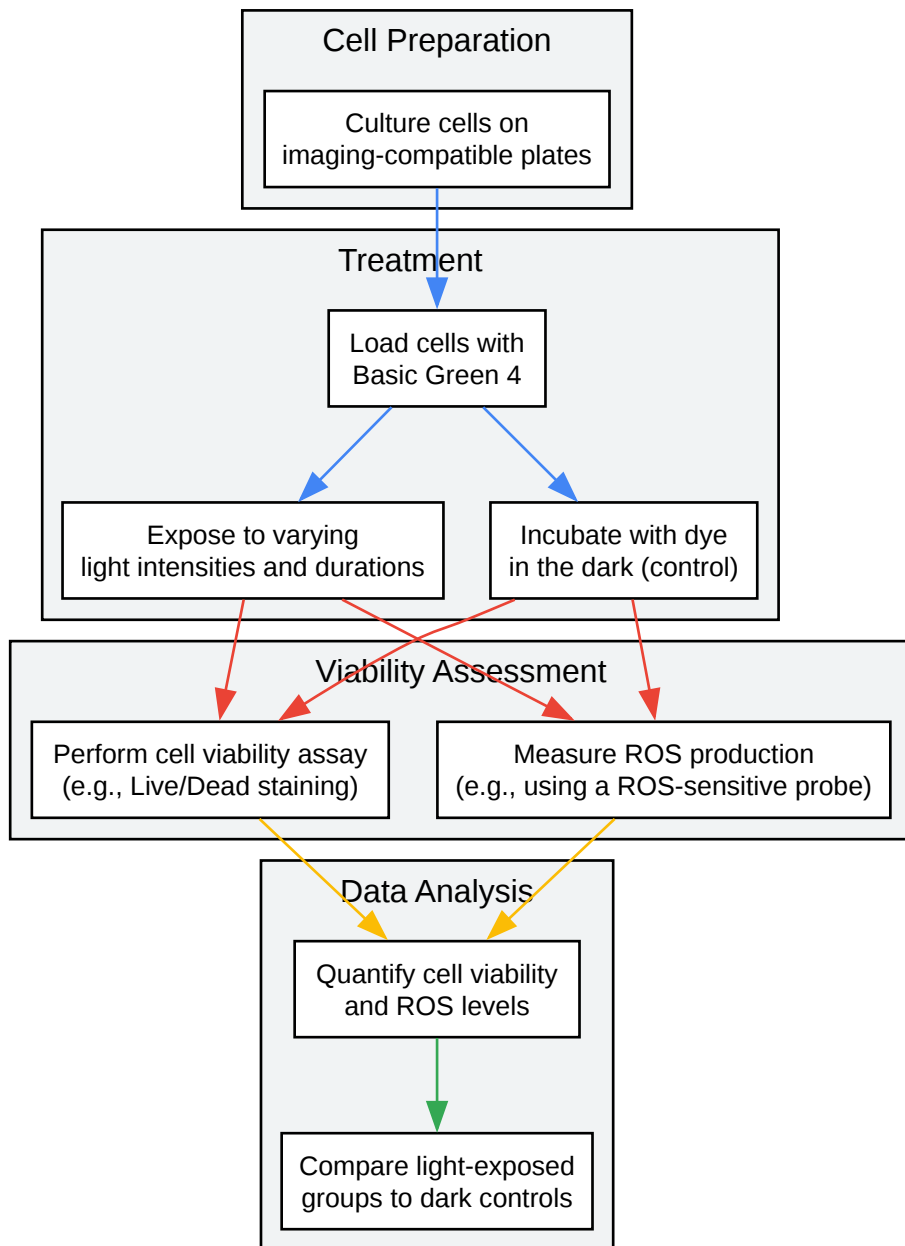 Cell Preparation
Culture cells on
imaging-compatible plates
Treatment
Load cells with
Basic Green 4
Expose to varying
light intensities and durations
Incubate with dye
in the dark (control)
Viability Assessment
Perform cell viability assay
(e.g., Live/Dead staining)
Measure ROS production
(e.g., using a ROS-sensitive probe)
Data Analysis
Quantify cell viability
and ROS levels
Compare light-exposed
groups to dark controls